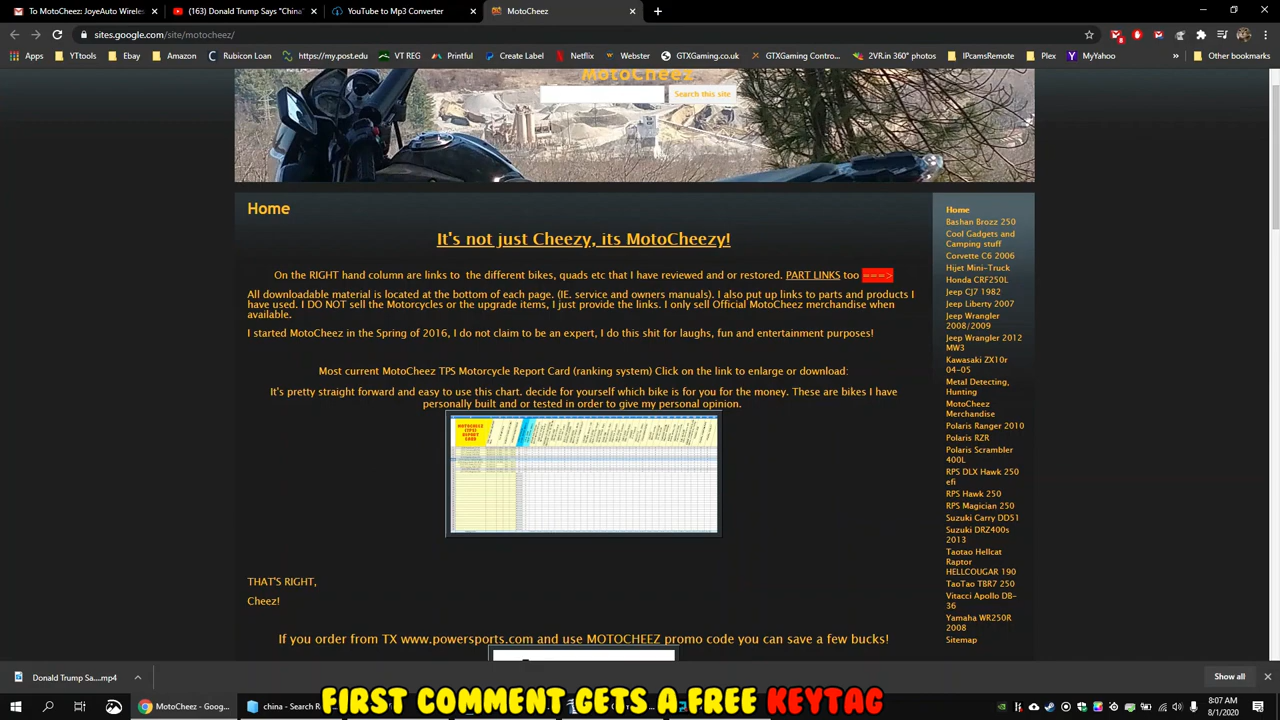 To MotoCheez, JoyAuto Wireles
(163) Donald Trump Says "China"
YouTube to Mp3 Converter
MotoCheez
sites.google.com/site/motocheez/
Apps
YTtools
Ebay
Amazon
Rubicon Loan
https://my.post.edu
VT REG
Printful
Create Label
Netflix
Webster
GTXGaming.co.uk
GTXGaming Contro...
2VR.in 360° photos
IPcamsRemote
Plex
MyYahoo
»
Other bookmarks
MotoCheez
Search this site
Home
It's not just Cheezy, its MotoCheezy!
On the RIGHT hand column are links to the different bikes, quads etc that I have reviewed and or restored. PART LINKS too ===>
All downloadable material is located at the bottom of each page. (IE. service and owners manuals). I also put up links to parts and products I
have used. I DO NOT sell the Motorcycles or the upgrade items, I just provide the links. I only sell Official MotoCheez merchandise when
available.
I started MotoCheez in the Spring of 2016, I do not claim to be an expert, I do this shit for laughs, fun and entertainment purposes!
Most current MotoCheez TPS Motorcycle Report Card (ranking system) Click on the link to enlarge or download:
It's pretty straight forward and easy to use this chart. decide for yourself which bike is for you for the money. These are bikes I have
personally built and or tested in order to give my personal opinion.
MOTOCHEEZ
REPORT
CARD
THAT'S RIGHT,
Cheez!
If you order from TX www.powersports.com and use MOTOCHEEZ promo code you can save a few bucks!
Home
Bashan Brozz 250
Cool Gadgets and
Camping stuff
Corvette C6 2006
Hijet Mini-Truck
Honda CRF250L
Jeep CJ7 1982
Jeep Liberty 2007
Jeep Wrangler
2008/2009
Jeep Wrangler 2012
MW3
Kawasaki ZX10r
04-05
Metal Detecting,
Hunting
MotoCheez
Merchandise
Polaris Ranger 2010
Polaris RZR
Polaris Scrambler
400L
RPS DLX Hawk 250
efi
RPS Hawk 250
RPS Magician 250
Suzuki Carry DD51
Suzuki DRZ400s
2013
Taotao Hellcat
Raptor
HELLCOUGAR 190
TaoTao TBR7 250
Vitacci Apollo DB-
36
Yamaha WR250R
2008
Sitemap
Donald Trump Sa....mp4
Show all
FIRST COMMENT GETS A FREE KEYTAG
MotoCheez - Googl...
china - Search R
8:07 AM
8/1/2020